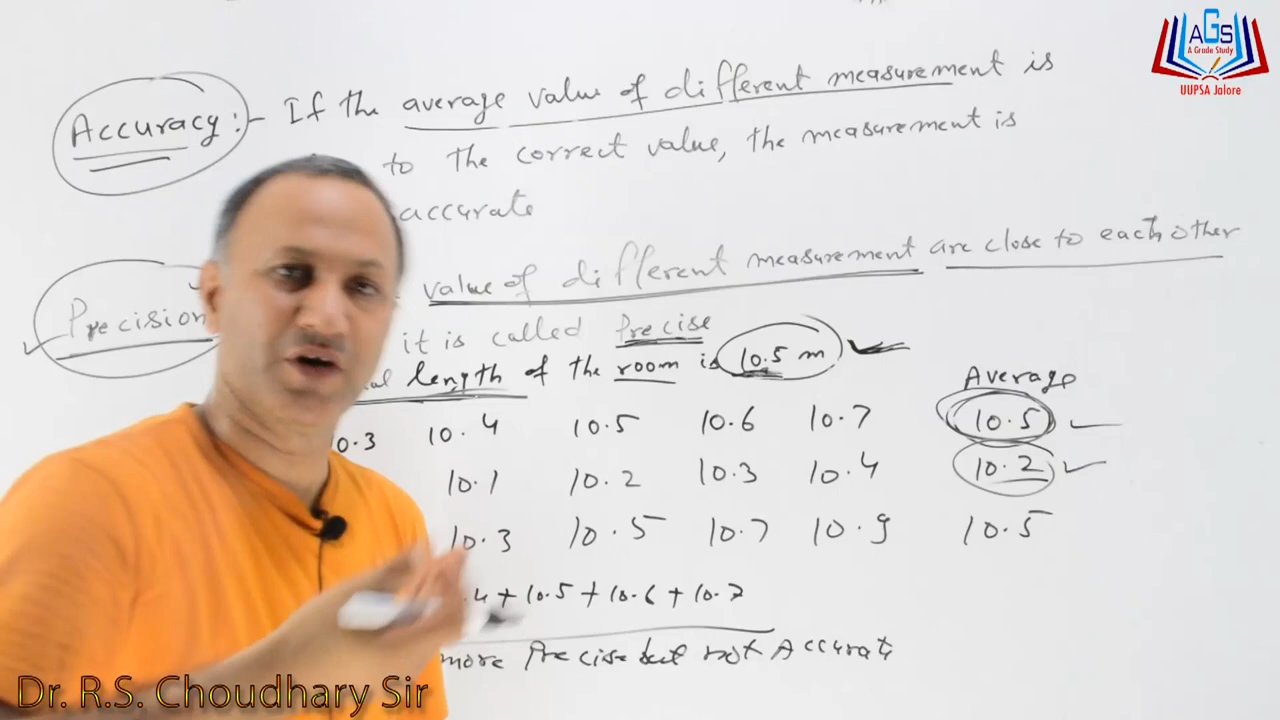 AGS
A Grade Study
UUPSA Jalore
Accuracy:- If the average value of different measurement is
to the correct value, the measurement is
accurate
Precision value of different measurement are close to each other
it is called Precise
length of the room is 10.5 m
Average
10.3 10.4 10.5 10.6 10.7 10.5
10.1 10.2 10.3 10.4 10.2
10.3 10.5 10.7 10.9 10.5
.4 + 10.5 + 10.6 + 10.7
more Precise but not Accurat
Dr. R.S. Choudhary Sir